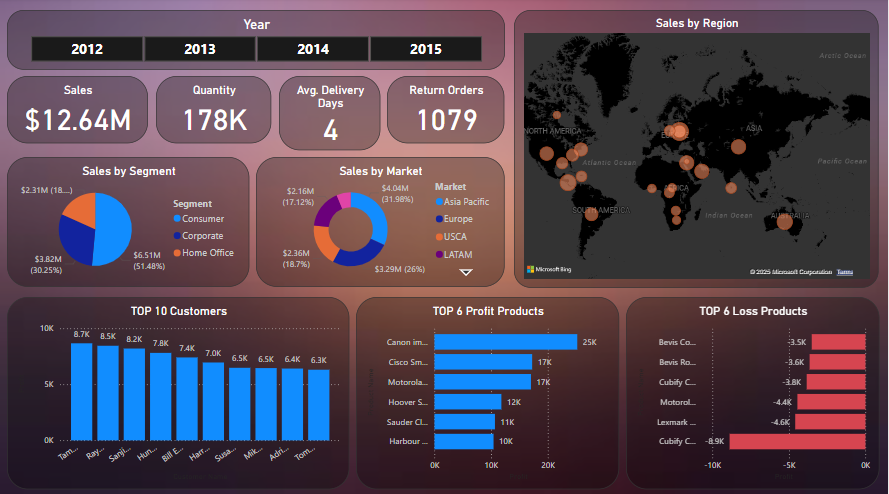 Year
2012 2013 2014 2015
Sales
$12.64M
Quantity
178K
Avg. Delivery
Days
4
Return Orders
1079
Sales by Region
Arctic Ocean
NORTH AMERICA
ASIA
Atlantic Ocean
Pacific Ocean
SOUTH AMERICA
Indian Ocean
AUSTRALIA
Microsoft Bing
© 2025 Microsoft Corporation Terms
Sales by Segment
$2.31M (18....)
$3.82M
(30.25%)
$6.51M
(51.48%)
Segment
Consumer
Corporate
Home Office
Sales by Market
$2.16M
(17.12%)
$4.04M
(31.98%)
$2.36M
(18.7%)
$3.29M (26%)
Market
Asia Pacific
Europe
USCA
LATAM
TOP 10 Customers
10K
5K
0K
8.7K 8.5K 8.2K 7.8K 7.4K 7.0K 6.5K 6.5K 6.4K 6.3K
Tam... Ray... Sanji... Hun... Bill E... Harr... Susa... Mik... Adri... Tom...
TOP 6 Profit Products
Canon im... 25K
Cisco Sm... 17K
Motorola... 17K
Hoover S... 12K
Sauder Cl... 11K
Harbour ... 10K
0K 10K 20K
TOP 6 Loss Products
Bevis Co... -3.5K
Bevis Ro... -3.6K
Cubify C... -3.8K
Motorol... -4.4K
Lexmark ... -4.6K
Cubify C... -8.9K
-10K -5K 0K